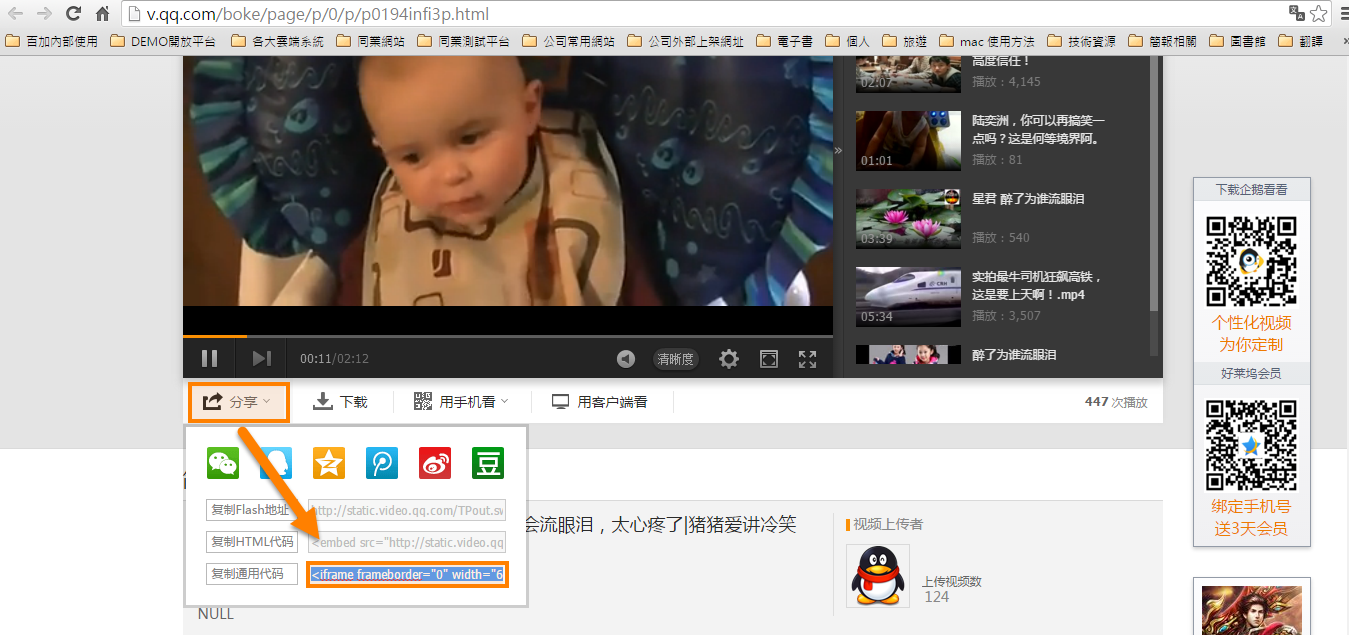 v.qq.com/boke/page/p/0/p/p0194infi3p.html
百加內部使用 DEMO開放平台 各大雲端系統 同業網站 同業測試平台 公司常用網站 公司外部上架網址 電子書 個人 旅遊 mac 使用方法 技術資源 簡報相關 圖書館 翻譯
高度信任！
02:07 播放：4,145
陆奕洲，你可以再搞笑一
点吗？这是何等境界阿。
01:01 播放：81
星君 醉了为谁流眼泪
03:39 播放：540
实拍最牛司机狂飙高铁，
这是要上天啊！.mp4
05:34 播放：3,507
醉了为谁流眼泪
00:11/02:12 清晰度
分享 下载 用手机看 用客户端看 447 次播放
豆
复制Flash地址 http://static.video.qq.com/TPout.sw
复制HTML代码 <embed src="http://static.video.qq
复制通用代码 <iframe frameborder="0" width="6
会流眼泪，太心疼了|猪猪爱讲冷笑
NULL
视频上传者
上传视频数
124
下载企鹅看看
个性化视频
为你定制
好莱坞会员
绑定手机号
送3天会员